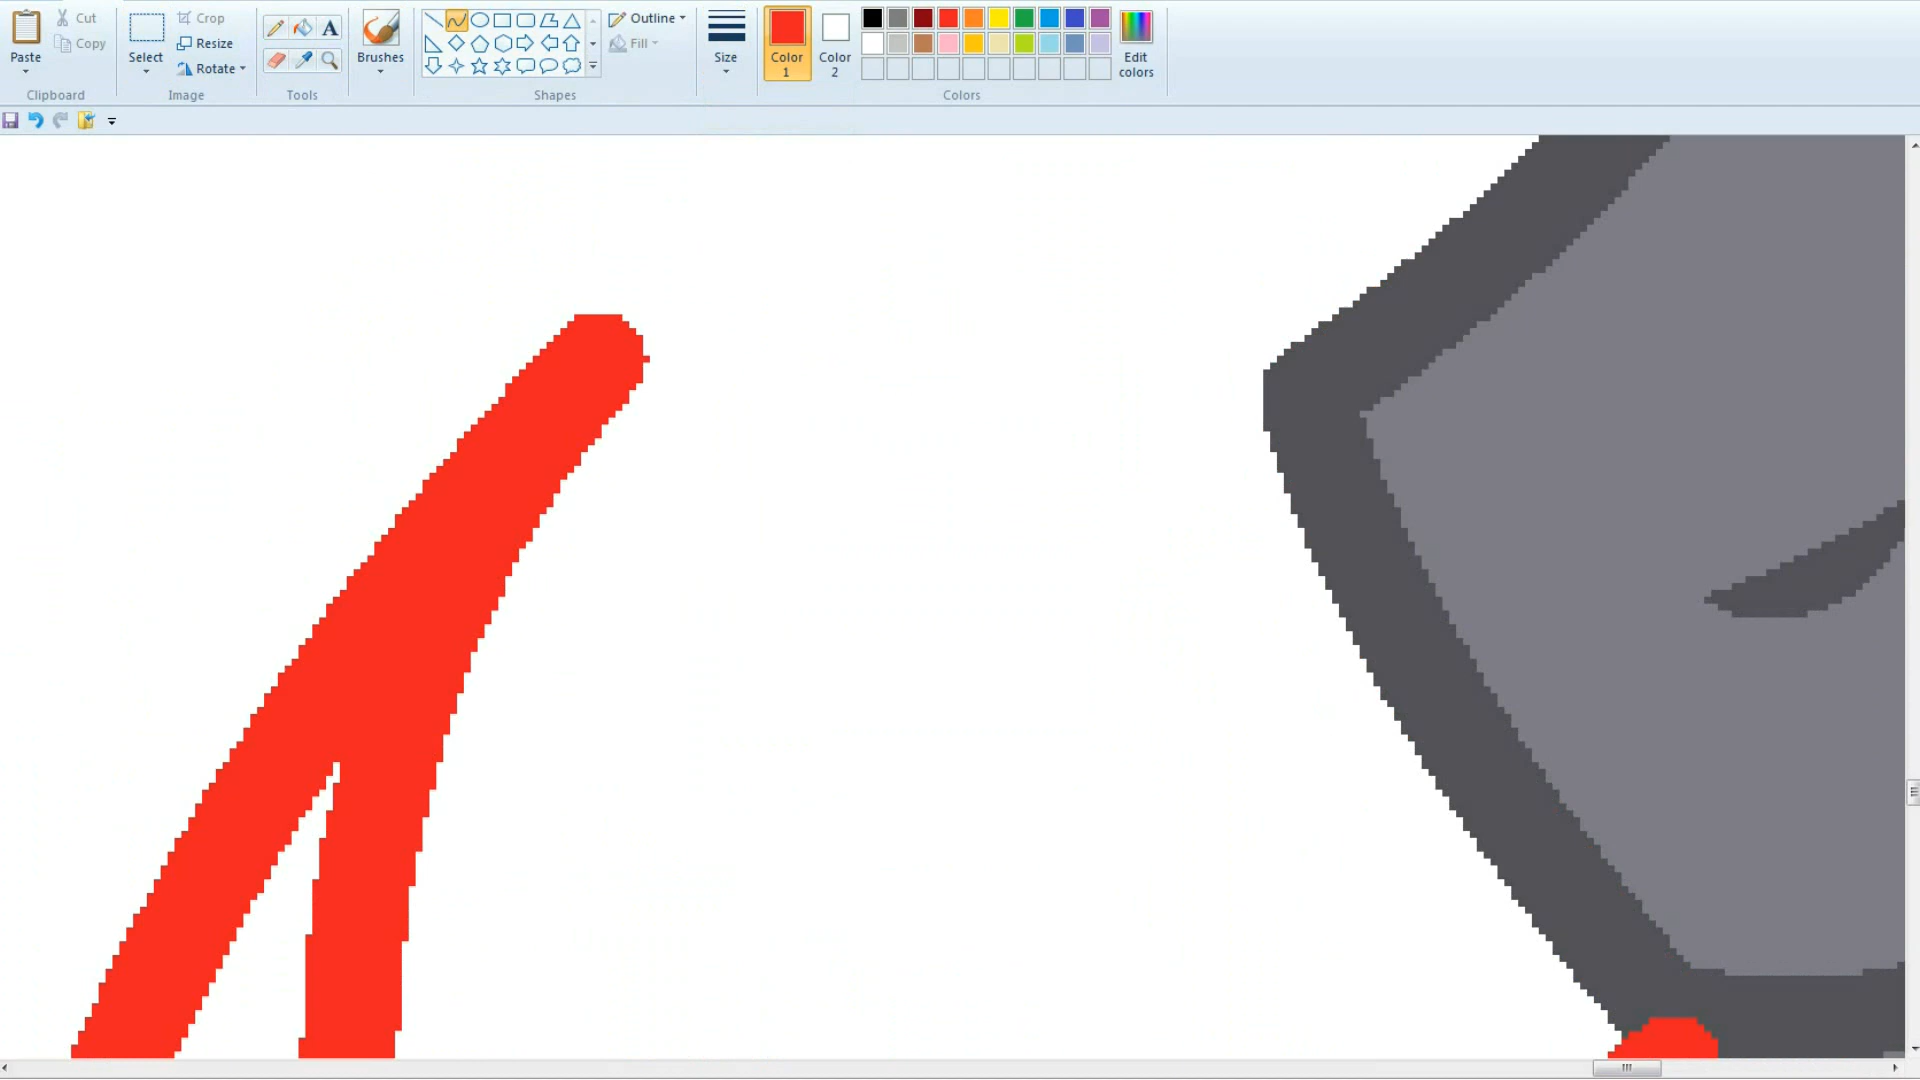 Paste
Cut
Copy
Clipboard
Select
Crop
Resize
Rotate
Image
A
Tools
Brushes
Outline
Fill
Shapes
Size
Color
1
Color
2
Edit
colors
Colors